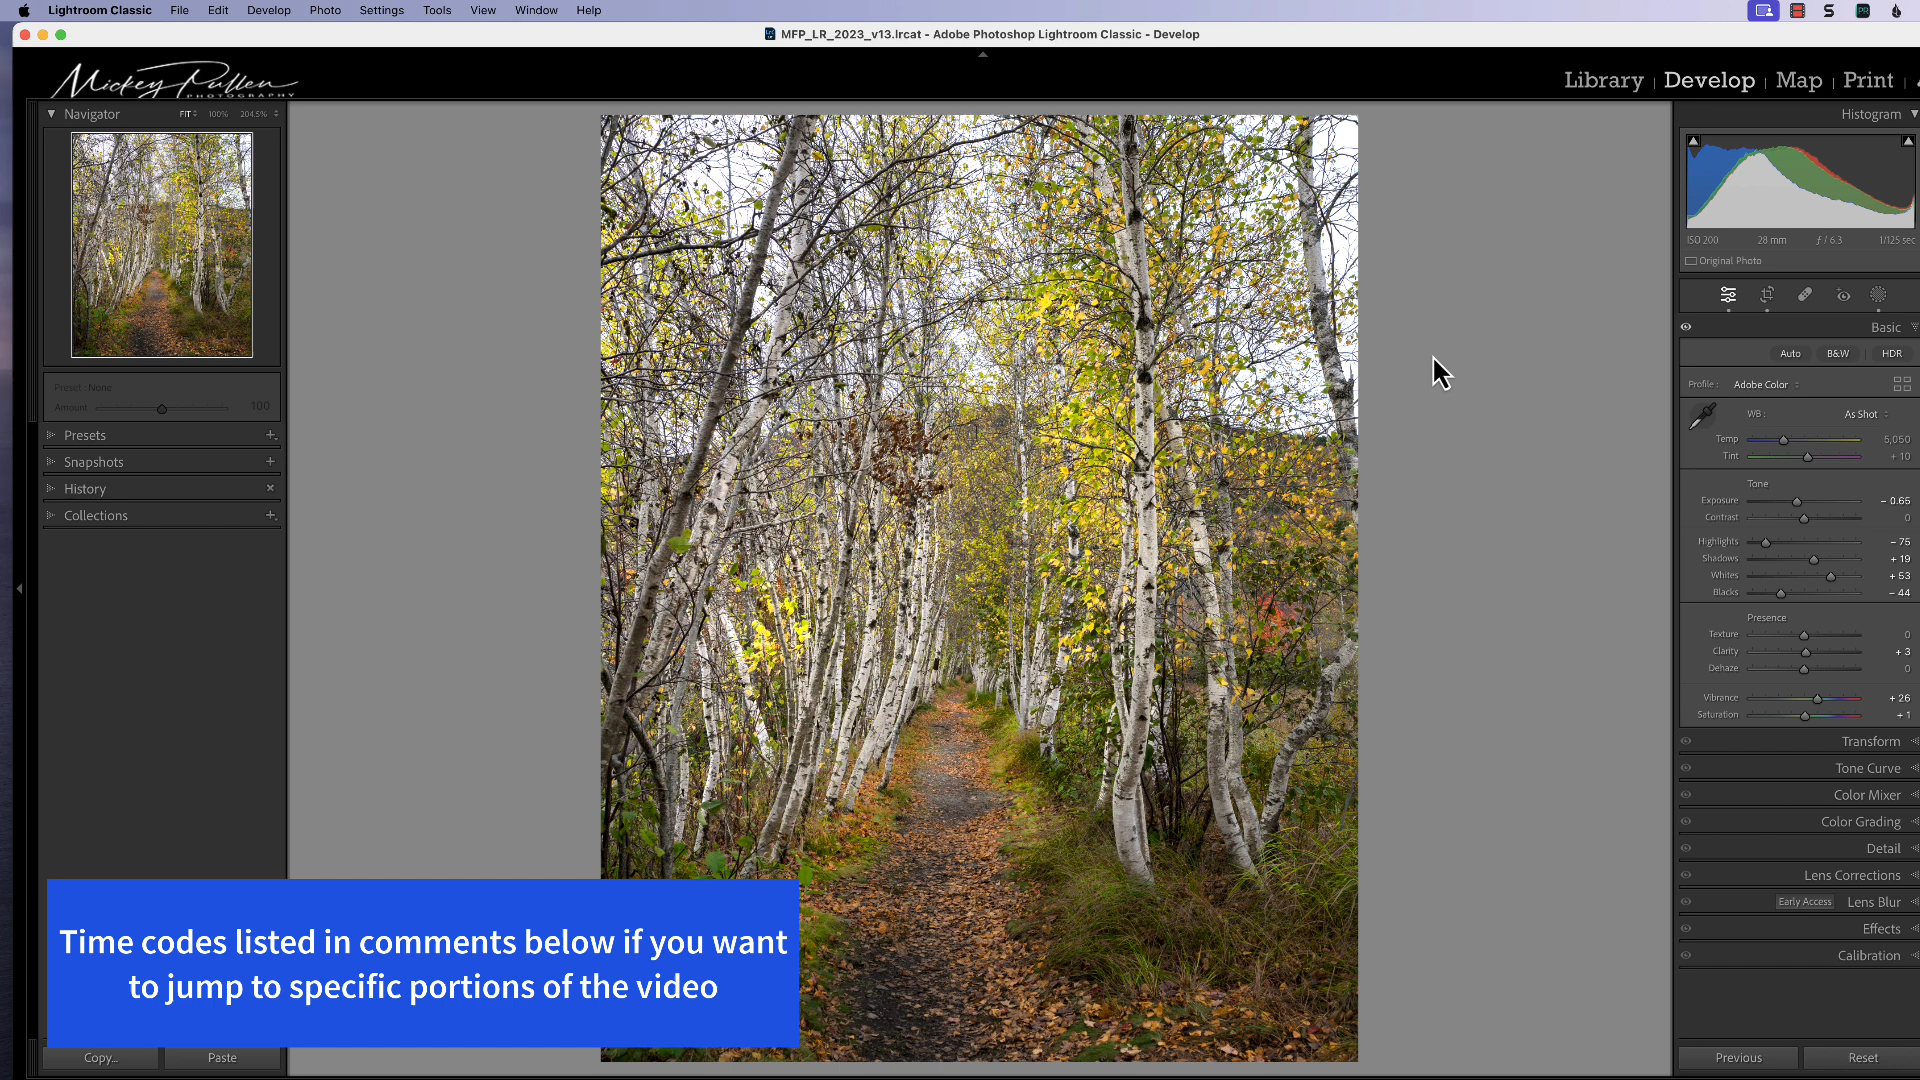 Lightroom Classic File Edit Develop Photo Settings Tools View Window Help
MFP_LR_2023_v13.lrcat - Adobe Photoshop Lightroom Classic - Develop
Mickey Pullen
PHOTOGRAPHY
Library | Develop | Map | Print |
Navigator FIT 100% 204.5%
Histogram
ISO 200 28 mm ƒ / 6.3 1/125 sec
Original Photo
Basic
Auto B&W HDR
Profile : Adobe Color
WB : As Shot
Temp 5,050
Tint + 10
Tone
Exposure − 0.65
Contrast 0
Highlights − 75
Shadows + 19
Whites + 53
Blacks − 44
Presence
Texture 0
Clarity + 3
Dehaze 0
Vibrance + 26
Saturation + 1
Transform
Tone Curve
Color Mixer
Color Grading
Detail
Lens Corrections
Early Access Lens Blur
Effects
Calibration
Previous Reset
Preset : None
Amount 100
Presets
Snapshots
History
Collections
Time codes listed in comments below if you want
to jump to specific portions of the video
Copy... Paste